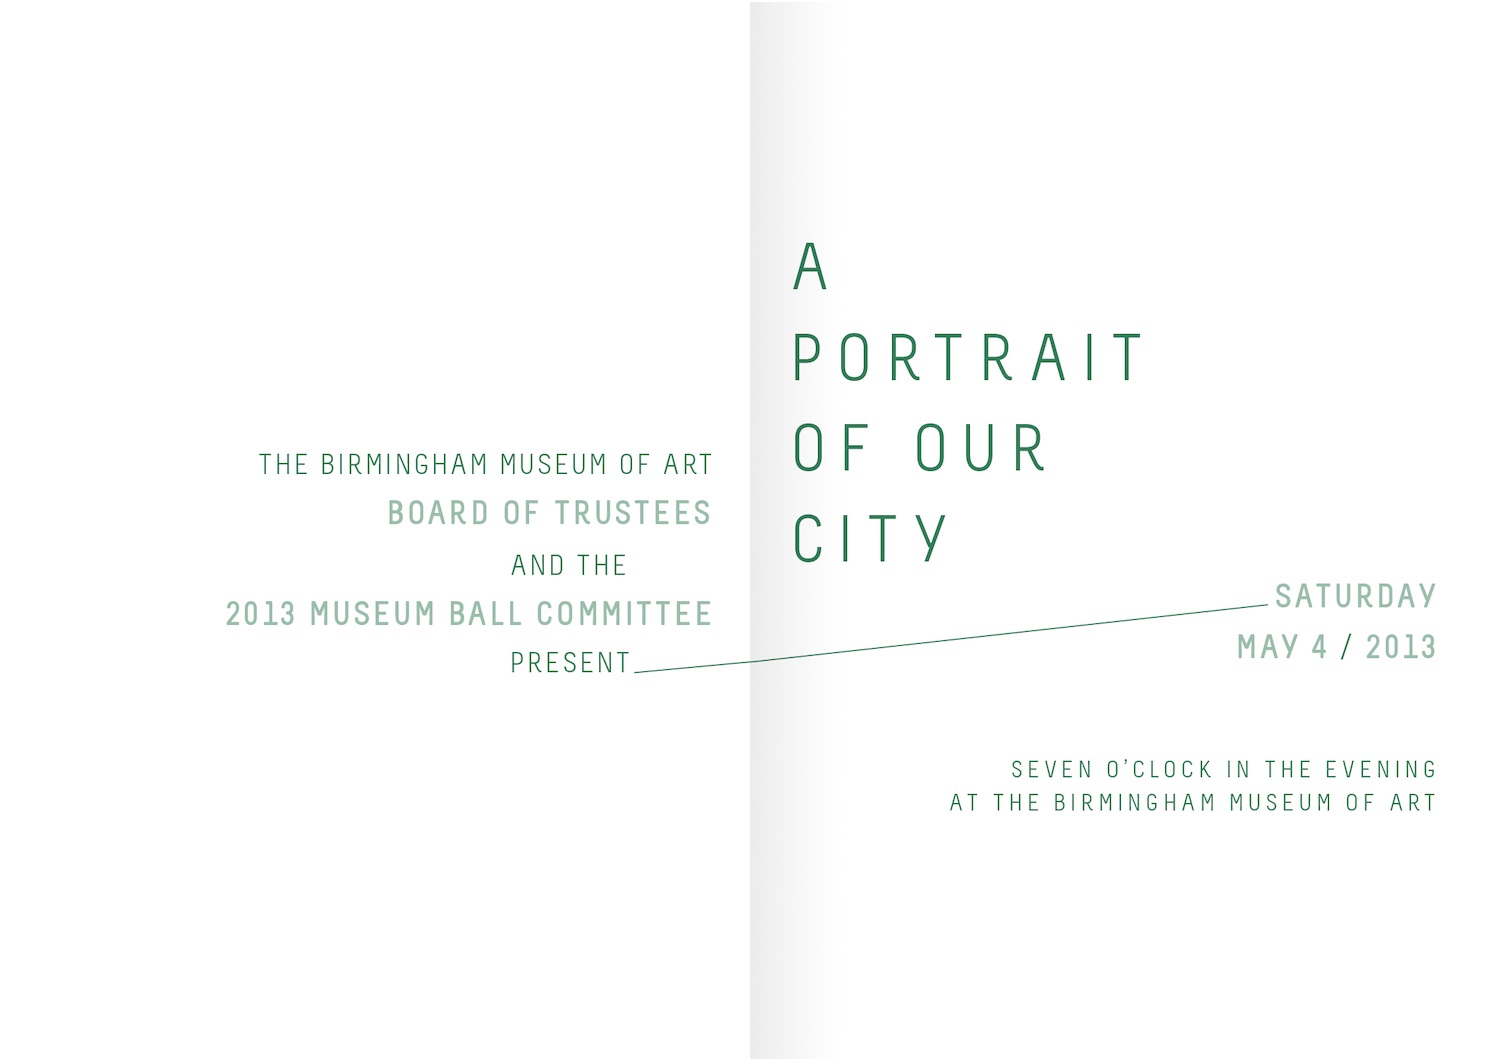 THE BIRMINGHAM MUSEUM OF ART
BOARD OF TRUSTEES
AND THE
2013 MUSEUM BALL COMMITTEE
PRESENT
A
PORTRAIT
OF OUR
CITY
SATURDAY
MAY 4 / 2013
SEVEN O’CLOCK IN THE EVENING
AT THE BIRMINGHAM MUSEUM OF ART